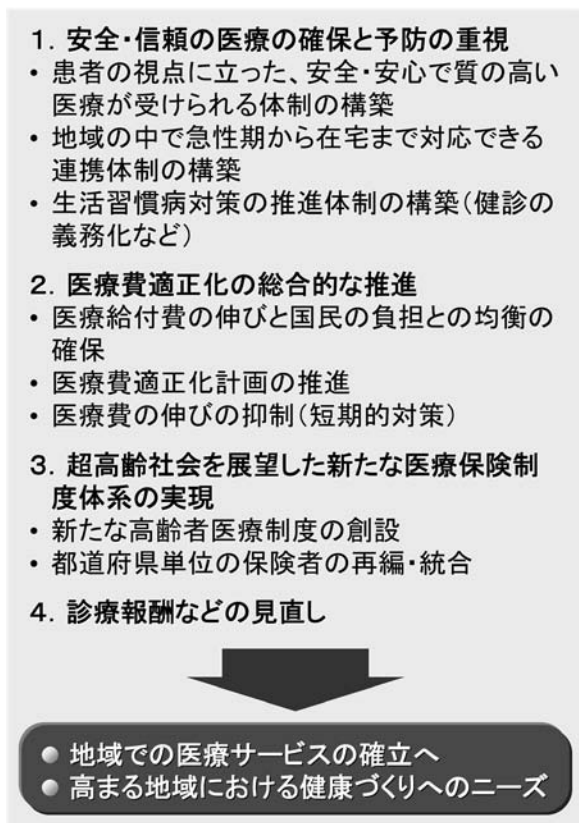 1．安全・信頼の医療の確保と予防の重視
• 患者の視点に立った、安全・安心で質の高い
医療が受けられる体制の構築
• 地域の中で急性期から在宅まで対応できる
連携体制の構築
• 生活習慣病対策の推進体制の構築（健診の
義務化など）
2．医療費適正化の総合的な推進
• 医療給付費の伸びと国民の負担との均衡の
確保
• 医療費適正化計画の推進
• 医療費の伸びの抑制（短期的対策）
3．超高齢社会を展望した新たな医療保険制
度体系の実現
• 新たな高齢者医療制度の創設
• 都道府県単位の保険者の再編・統合
4．診療報酬などの見直し
● 地域での医療サービスの確立へ
● 高まる地域における健康づくりへのニーズ